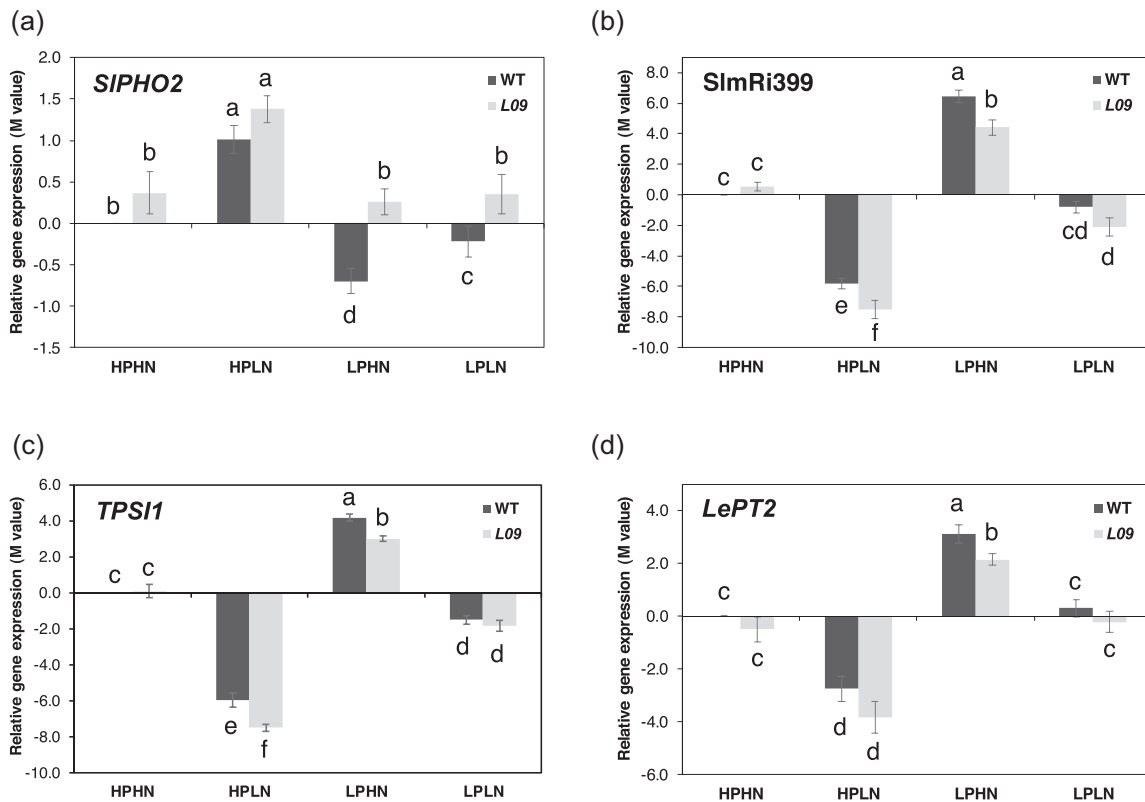 (a)
SlPHO2
WT
L09
Relative gene expression (M value)
2.0
1.5
1.0
0.5
0.0
-0.5
-1.0
-1.5
b
b
a
a
d
b
c
b
HPHN
HPLN
LPHN
LPLN
(b)
SlmRi399
WT
L09
Relative gene expression (M value)
8.0
6.0
4.0
2.0
0.0
-2.0
-4.0
-6.0
-8.0
-10.0
c
c
e
f
a
b
cd
d
HPHN
HPLN
LPHN
LPLN
(c)
TPSI1
WT
L09
Relative gene expression (M value)
6.0
4.0
2.0
0.0
-2.0
-4.0
-6.0
-8.0
-10.0
c
c
e
f
a
b
d
d
HPHN
HPLN
LPHN
LPLN
(d)
LePT2
WT
L09
Relative gene expression (M value)
4.0
2.0
0.0
-2.0
-4.0
-6.0
c
c
d
d
a
b
c
c
HPHN
HPLN
LPHN
LPLN